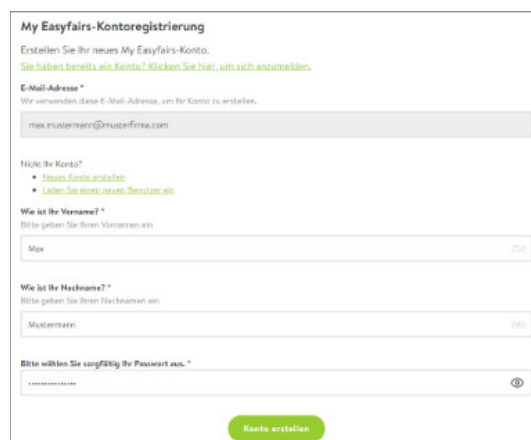 My Easyfairs-Kontoregistrierung
Erstellen Sie Ihr neues My Easyfairs-Konto.
Sie haben bereits ein Konto? Klicken Sie hier, um sich anzumelden.
E-Mail-Adresse *
Wir verwenden diese E-Mail-Adresse, um Ihr Konto zu erstellen.
max.mustermann@musterfirma.com
Nicht Ihr Konto?
Neues Konto erstellen
Laden Sie einen neuen Benutzer ein
Wie ist Ihr Vorname? *
Bitte geben Sie Ihren Vornamen ein
Max 252
Wie ist Ihr Nachname? *
Bitte geben Sie Ihren Nachnamen ein
Mustermann 245
Bitte wählen Sie sorgfältig Ihr Passwort aus. *
Konto erstellen